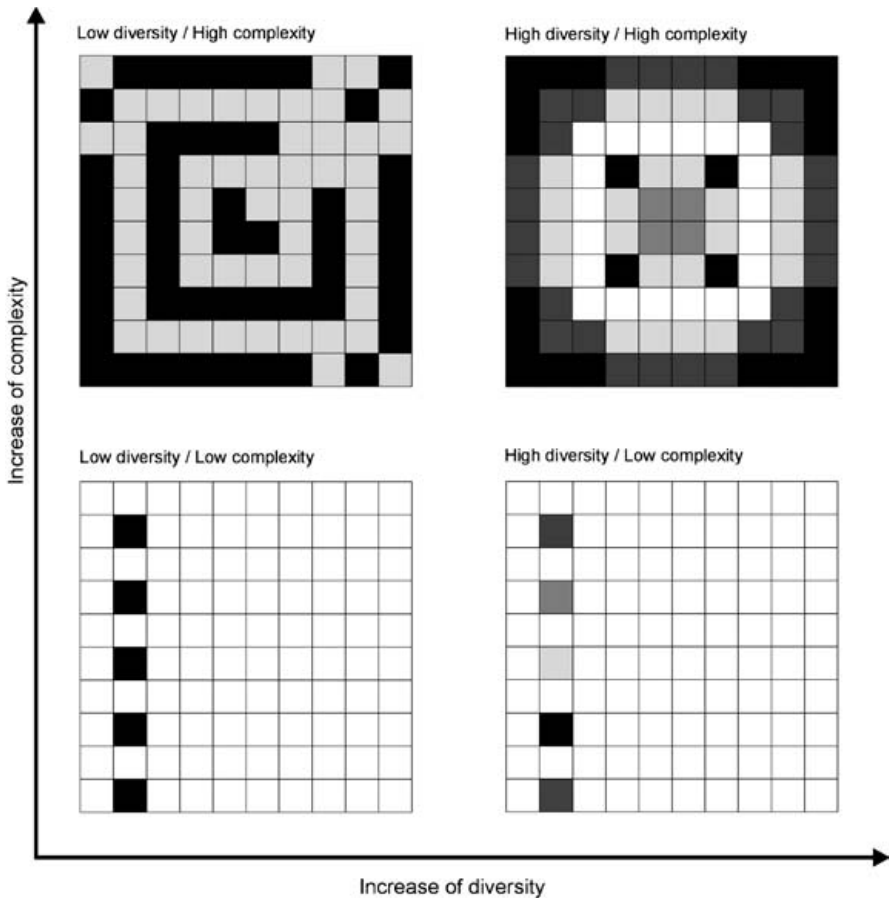 Low diversity / High complexity
High diversity / High complexity
Increase of complexity
Low diversity / Low complexity
High diversity / Low complexity
Increase of diversity